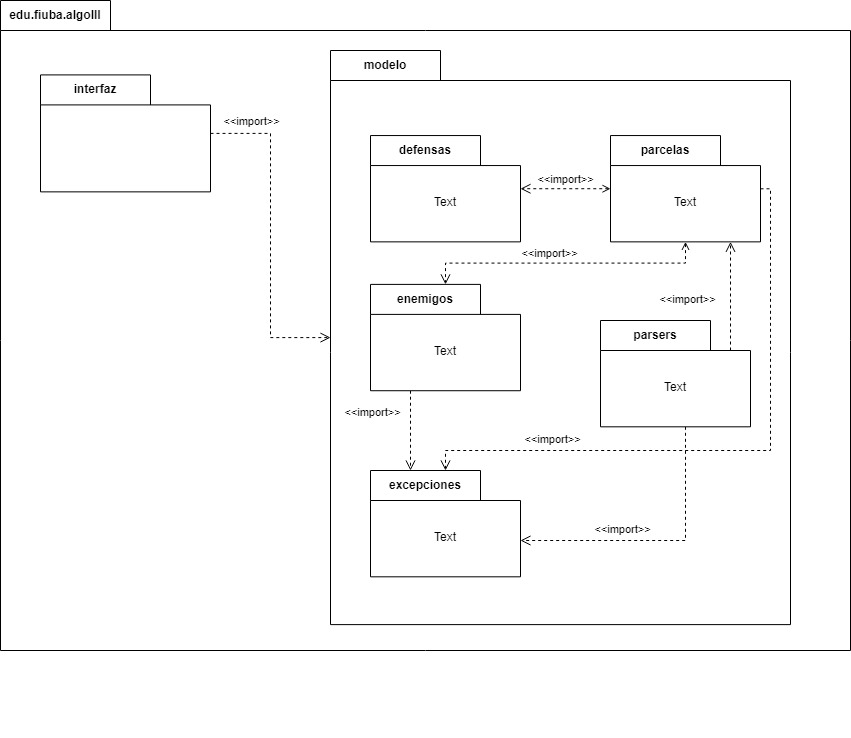 edu.fiuba.algoIII
modelo
interfaz
<<import>>
defensas
parcelas
<<import>>
Text
Text
<<import>>
enemigos
<<import>>
parsers
Text
Text
<<import>>
<<import>>
excepciones
<<import>>
Text